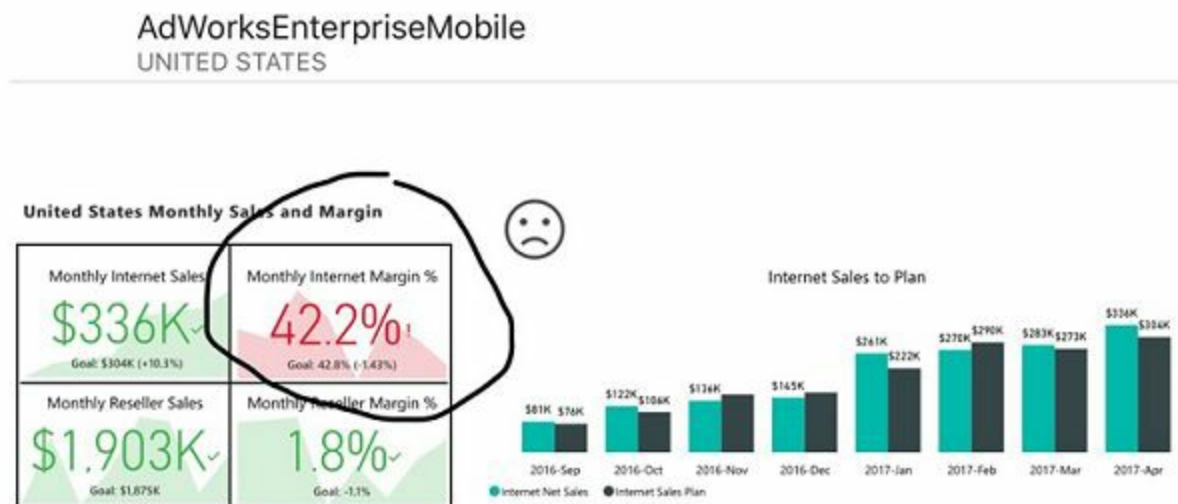 AdWorksEnterpriseMobile
UNITED STATES
United States Monthly Sales and Margin
Monthly Internet Sales
$336K
Goal: $304K (+10.3%)
Monthly Internet Margin %
42.2%!
Goal: 42.8% (-1.43%)
Monthly Reseller Sales
$1,903K
Goal: $1,875K
Monthly Reseller Margin %
1.8%
Goal: -1.1%
Internet Sales to Plan
$81K $76K
$122K $106K
$136K
$145K
$261K $222K
$270K $290K
$283K $273K
$336K $304K
2016-Sep 2016-Oct 2016-Nov 2016-Dec 2017-Jan 2017-Feb 2017-Mar 2017-Apr
Internet Net Sales Internet Sales Plan